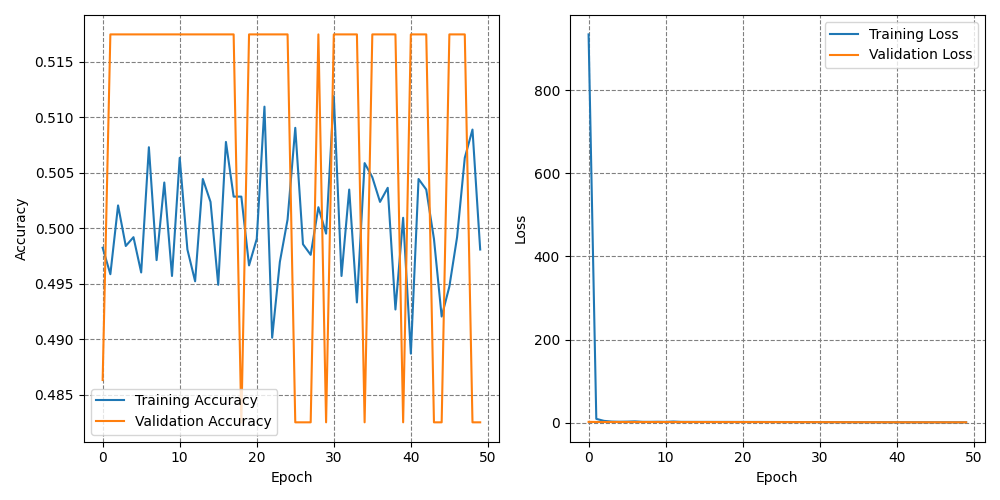 0.515
0.510
0.505
0.500
0.495
0.490
0.485
Accuracy
0 10 20 30 40 50
Epoch
Training Accuracy
Validation Accuracy
800
600
400
200
0
Loss
0 10 20 30 40 50
Epoch
Training Loss
Validation Loss